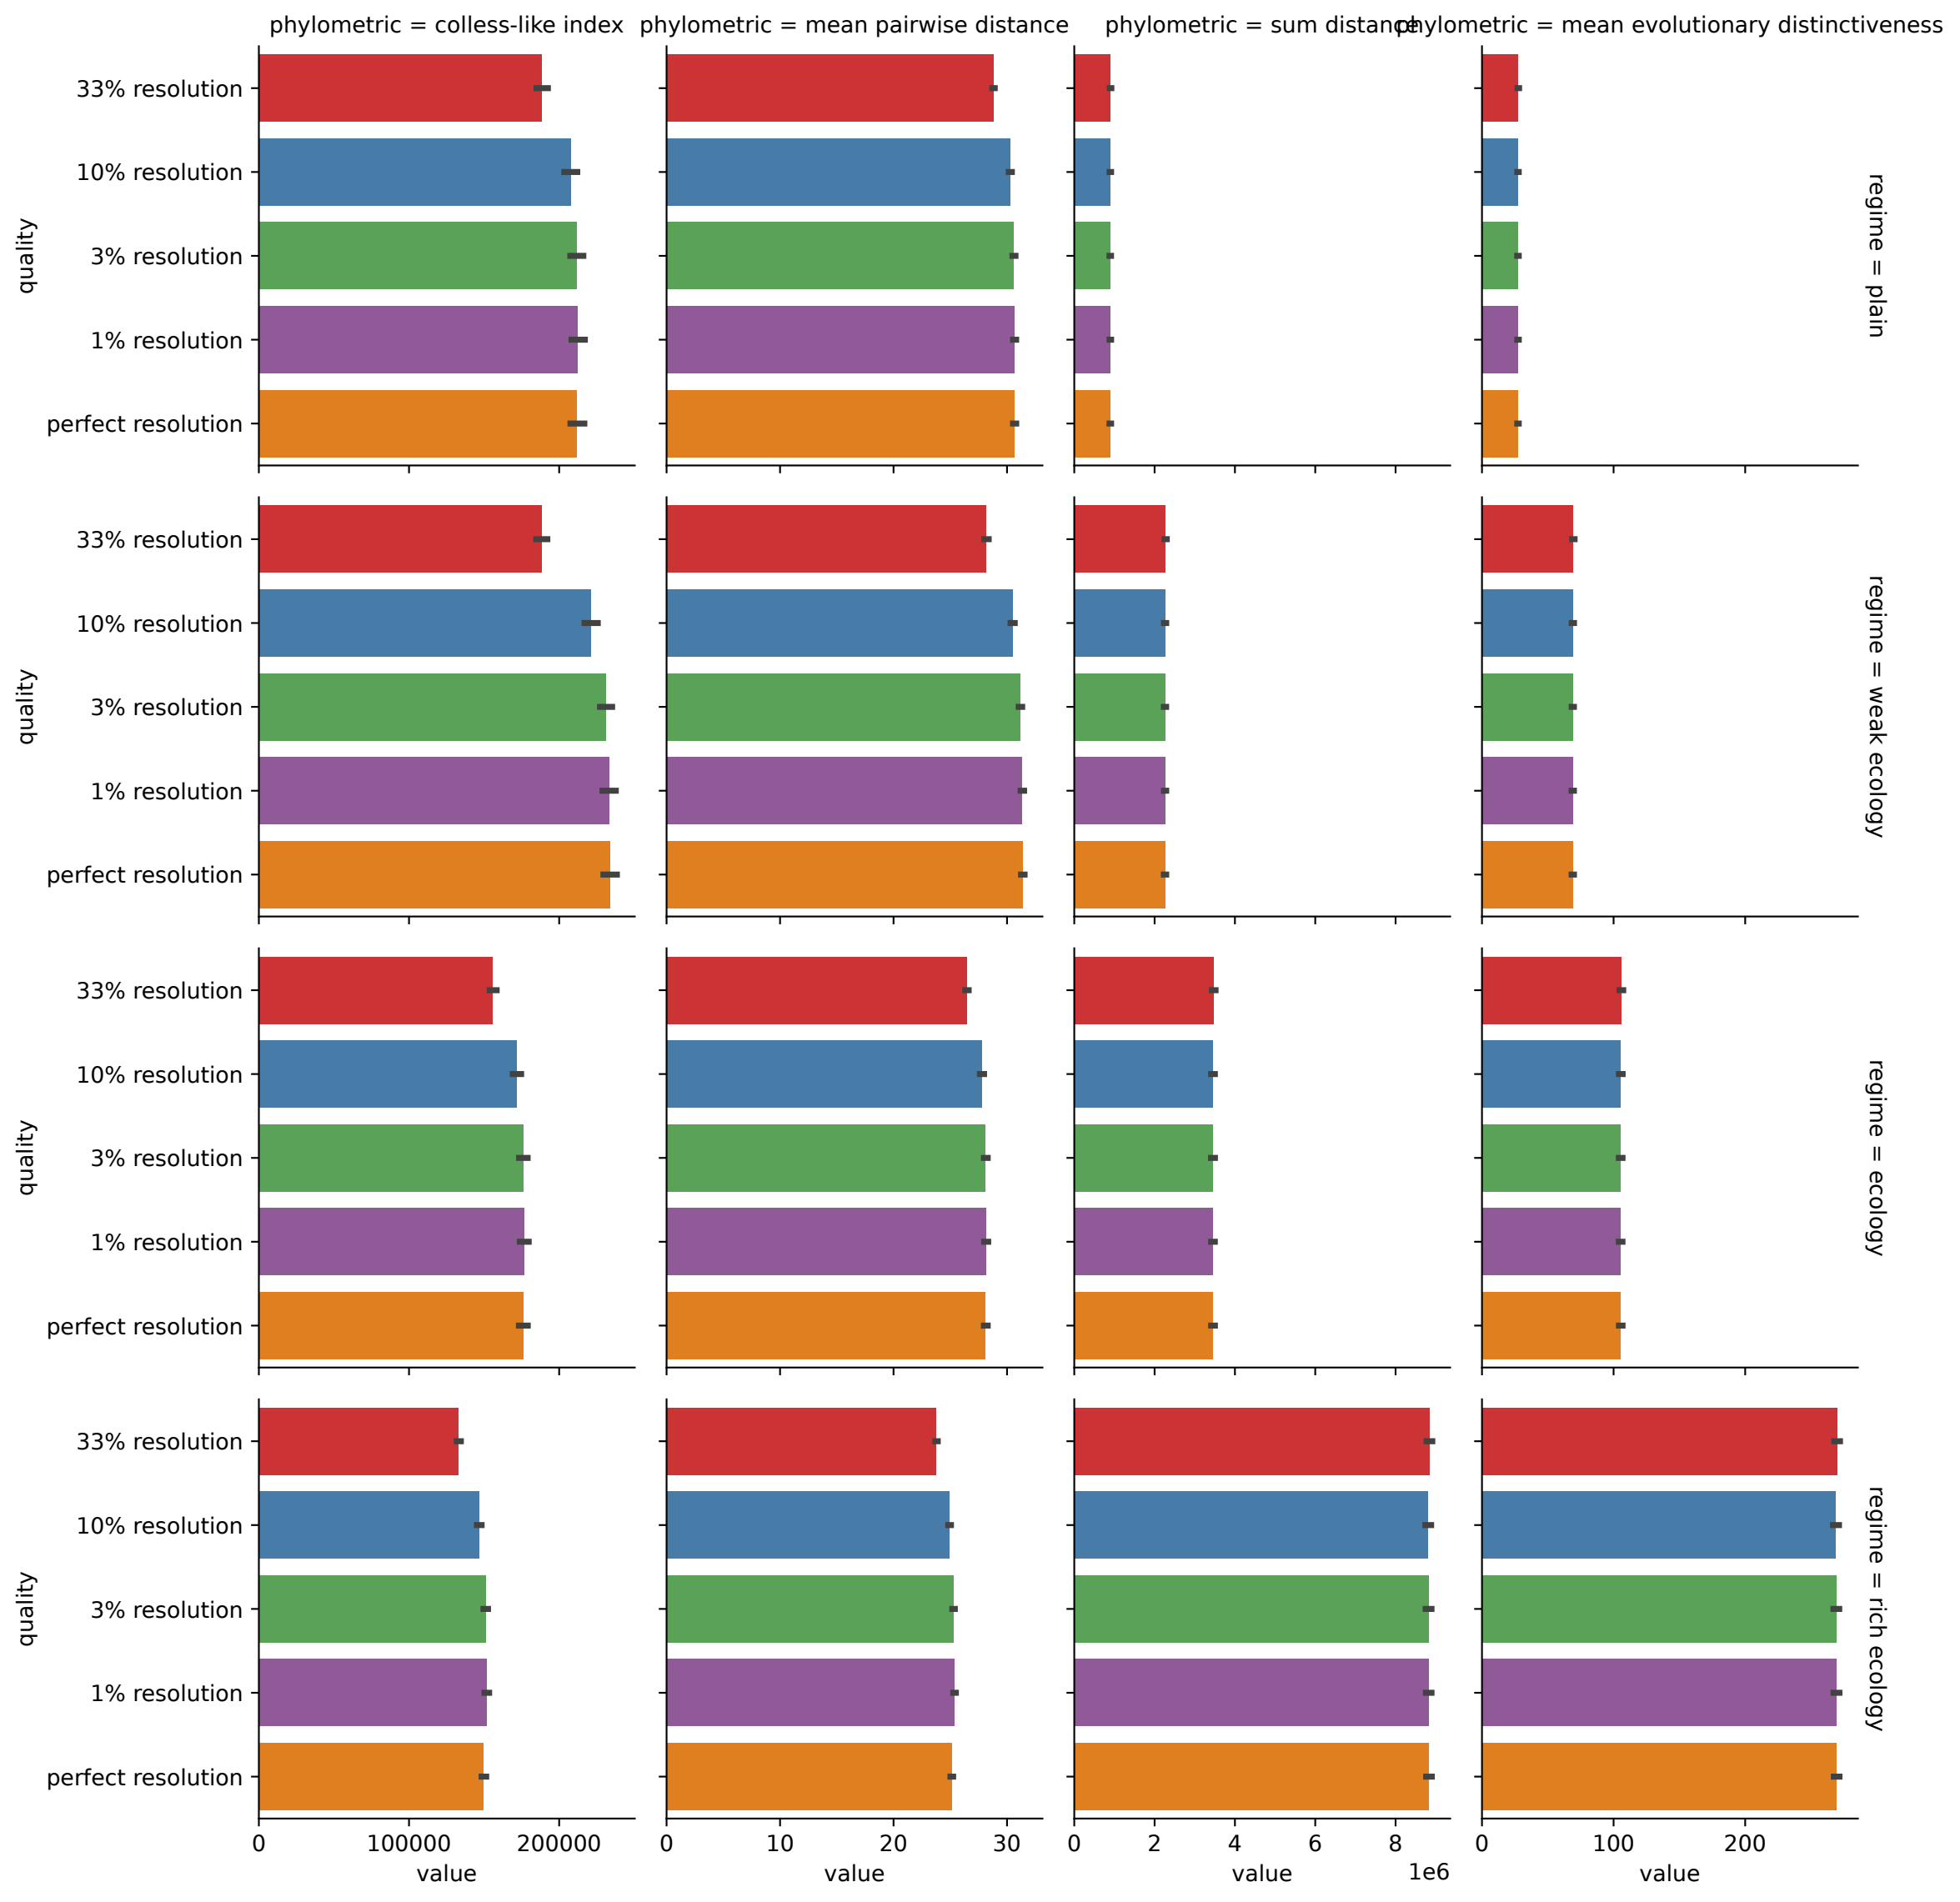 phylometric = colless-like index
phylometric = mean pairwise distance
phylometric = sum distance
phylometric = mean evolutionary distinctiveness
quality
33% resolution
10% resolution
3% resolution
1% resolution
perfect resolution
regime = plain
quality
33% resolution
10% resolution
3% resolution
1% resolution
perfect resolution
regime = weak ecology
quality
33% resolution
10% resolution
3% resolution
1% resolution
perfect resolution
regime = ecology
quality
33% resolution
10% resolution
3% resolution
1% resolution
perfect resolution
regime = rich ecology
0 100000 200000
value
0 10 20 30
value
0 2 4 6 8
1e6
value
0 100 200
value